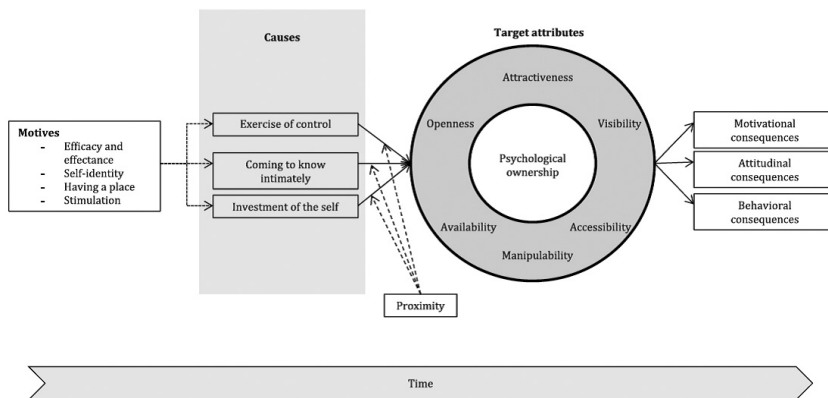 Causes
Target attributes
Motives
- Efficacy and
effectance
- Self-identity
- Having a place
- Stimulation
Exercise of control
Coming to know
intimately
Investment of the self
Proximity
Attractiveness
Openness
Visibility
Psychological
ownership
Availability
Accessibility
Manipulability
Motivational
consequences
Attitudinal
consequences
Behavioral
consequences
Time